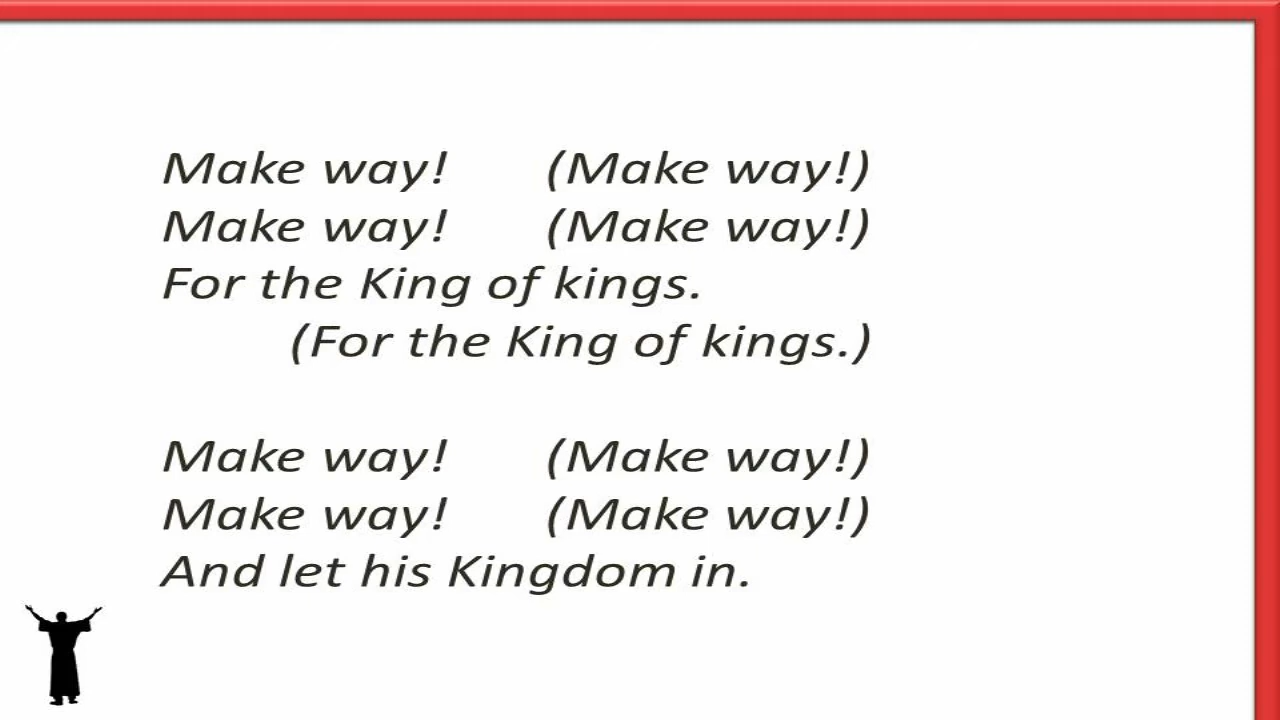 Make way! (Make way!)
Make way! (Make way!)
For the King of kings.
(For the King of kings.)
Make way! (Make way!)
Make way! (Make way!)
And let his Kingdom in.